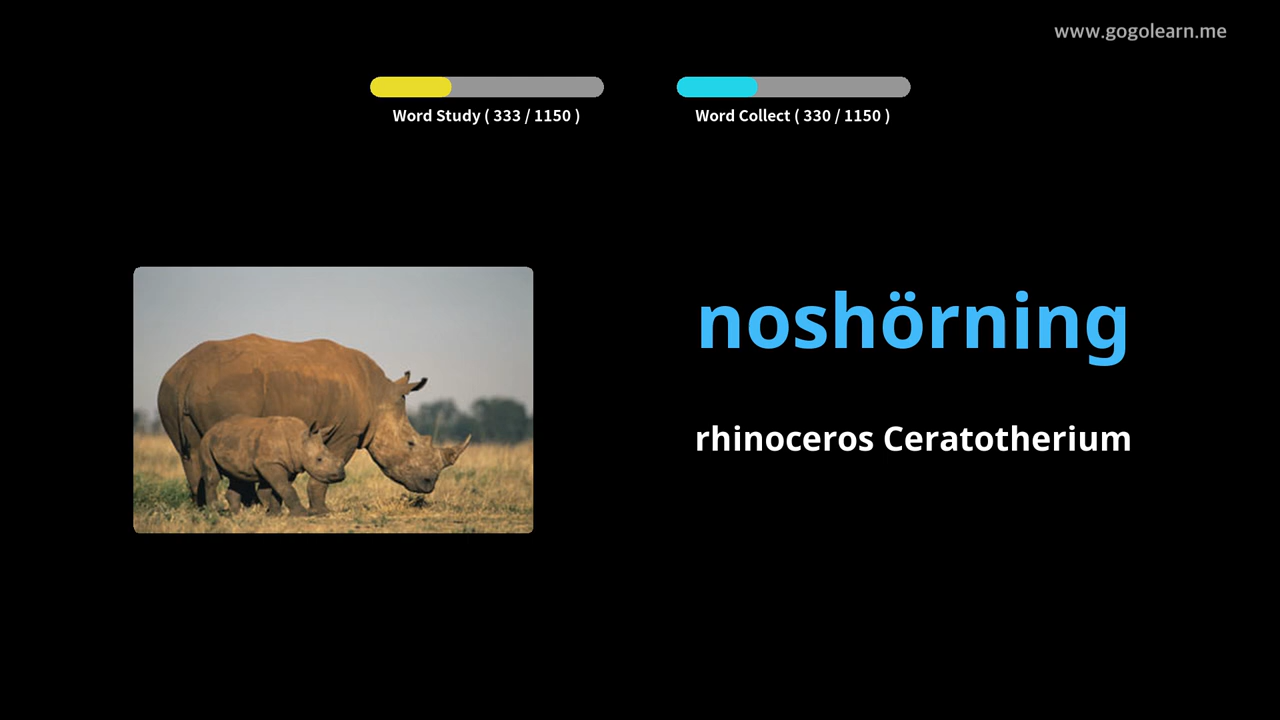 www.gogolearn.me
Word Study ( 333 / 1150 )
Word Collect ( 330 / 1150 )
noshörning
rhinoceros Ceratotherium